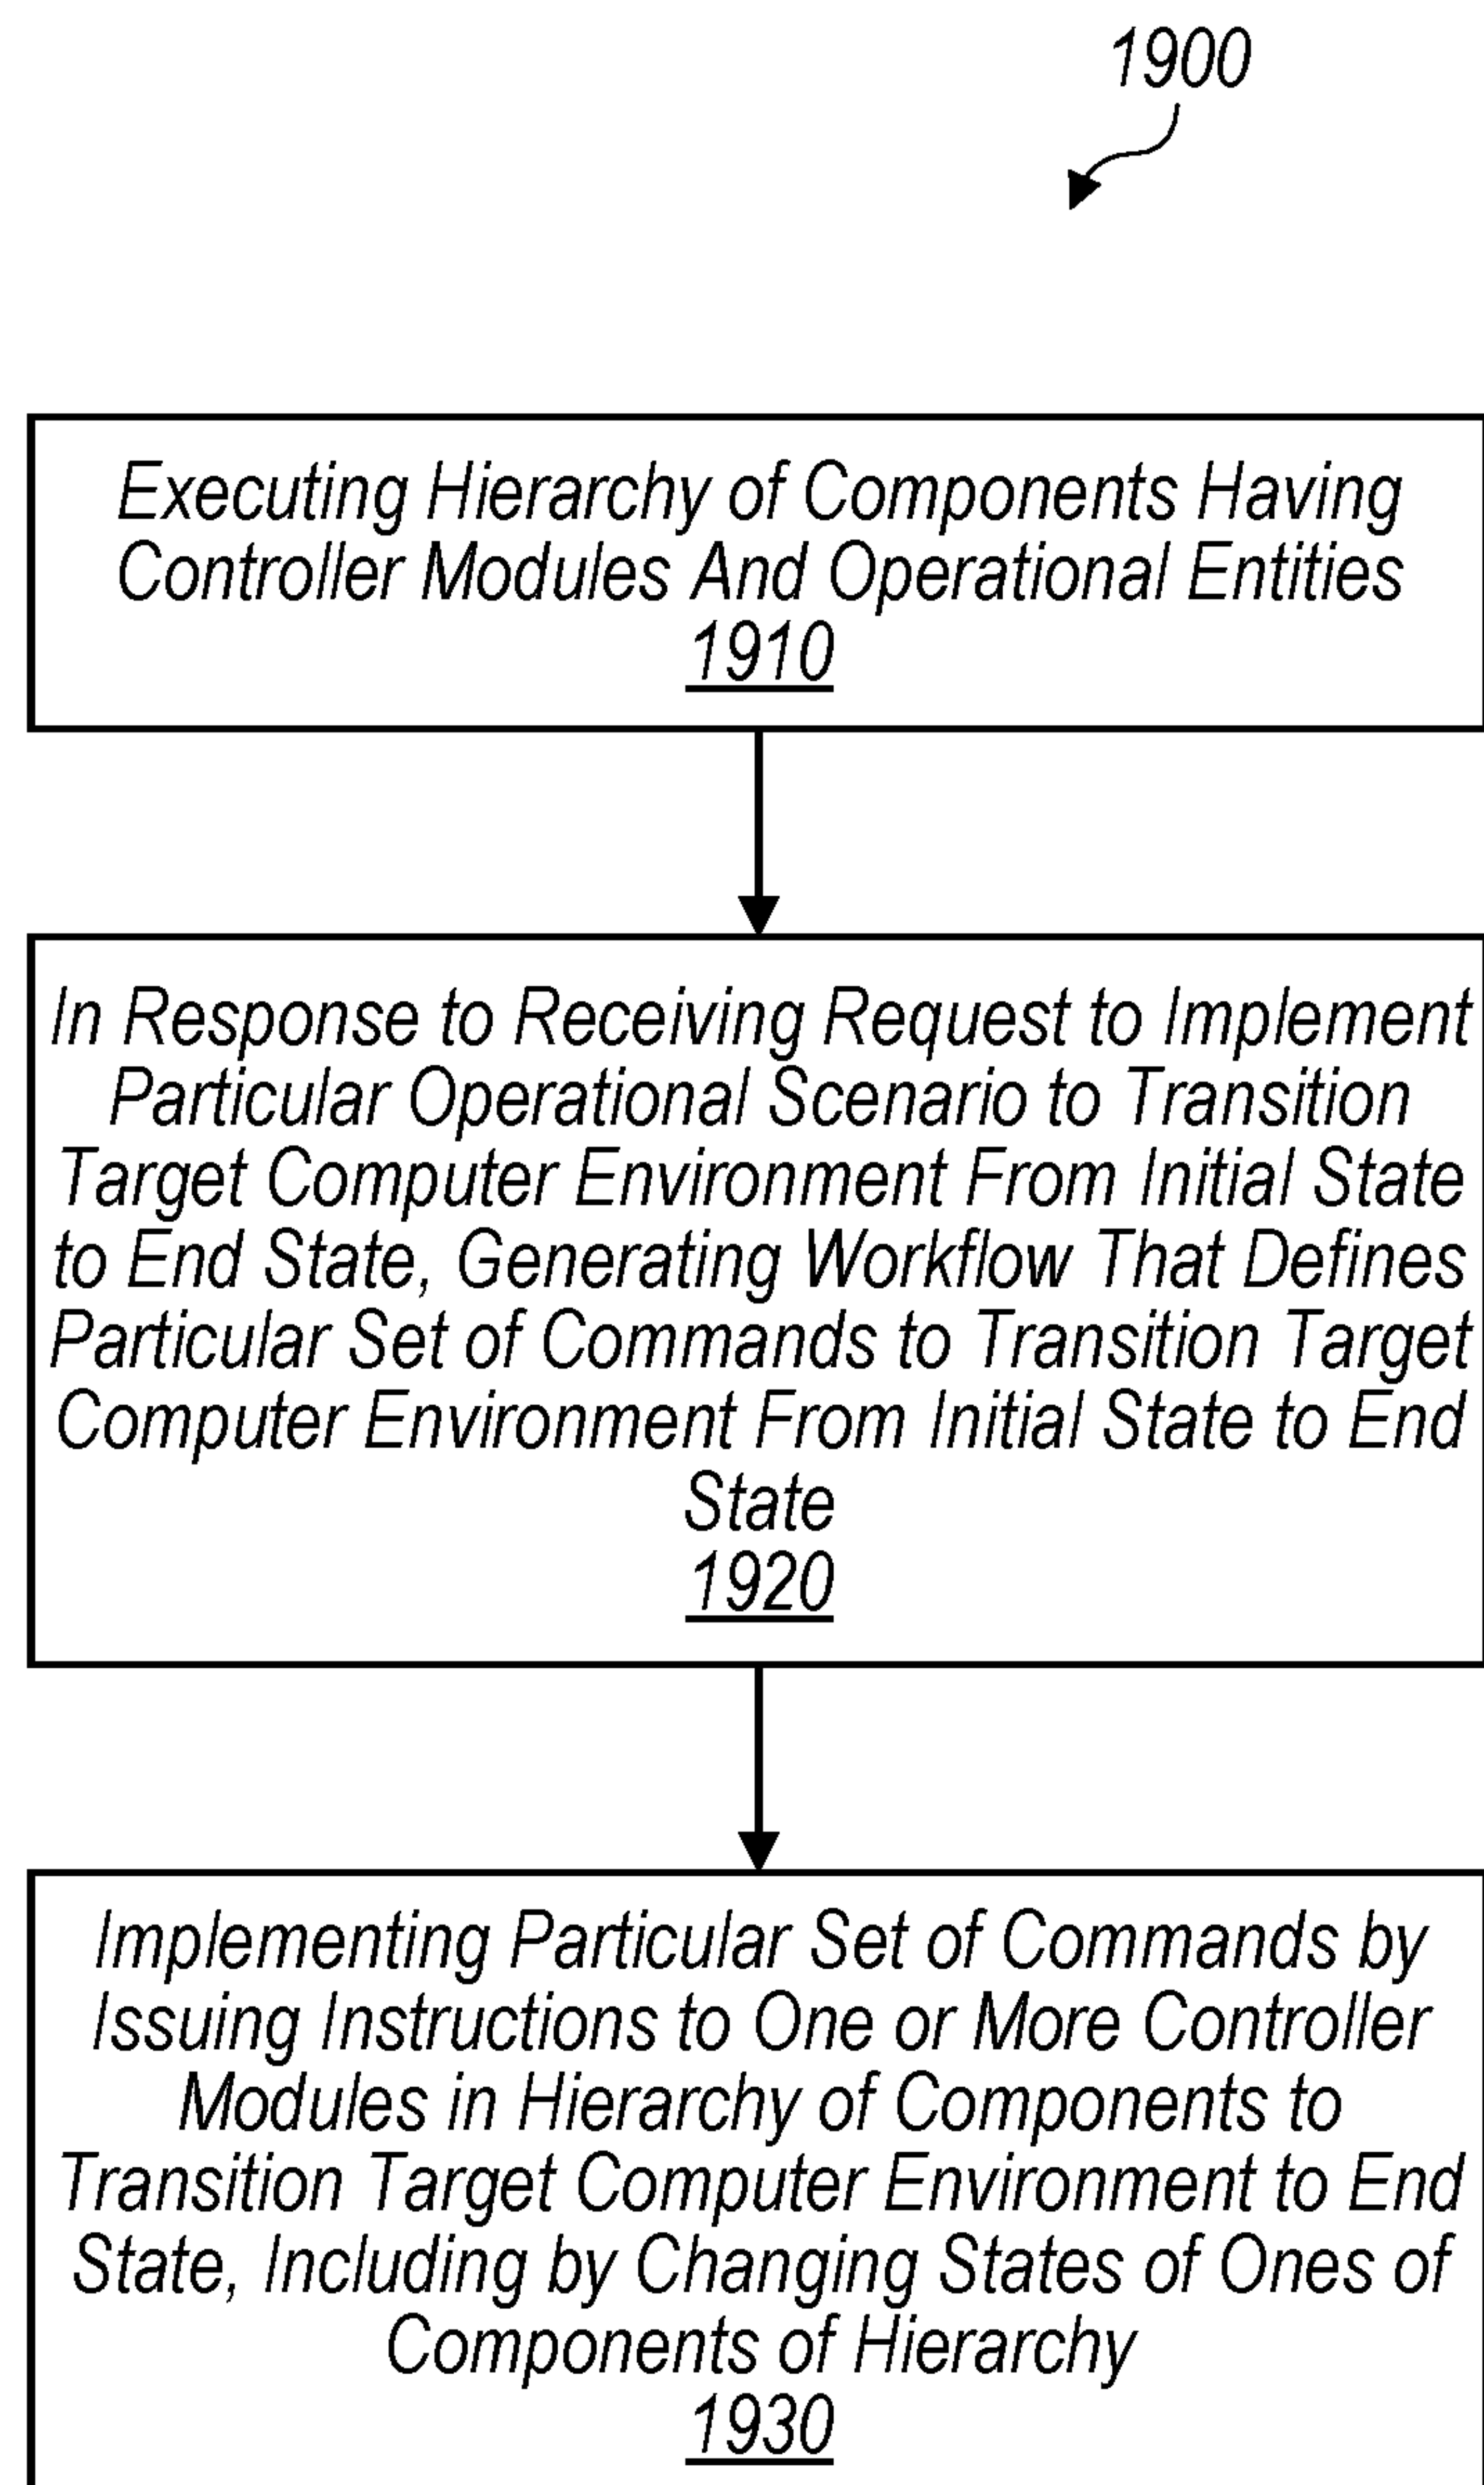 1900
Executing Hierarchy of Components Having
Controller Modules And Operational Entities
1910
In Response to Receiving Request to Implement
Particular Operational Scenario to Transition
Target Computer Environment From Initial State
to End State, Generating Workflow That Defines
Particular Set of Commands to Transition Target
Computer Environment From Initial State to End
State
1920
Implementing Particular Set of Commands by
Issuing Instructions to One or More Controller
Modules in Hierarchy of Components to
Transition Target Computer Environment to End
State, Including by Changing States of Ones of
Components of Hierarchy
1930